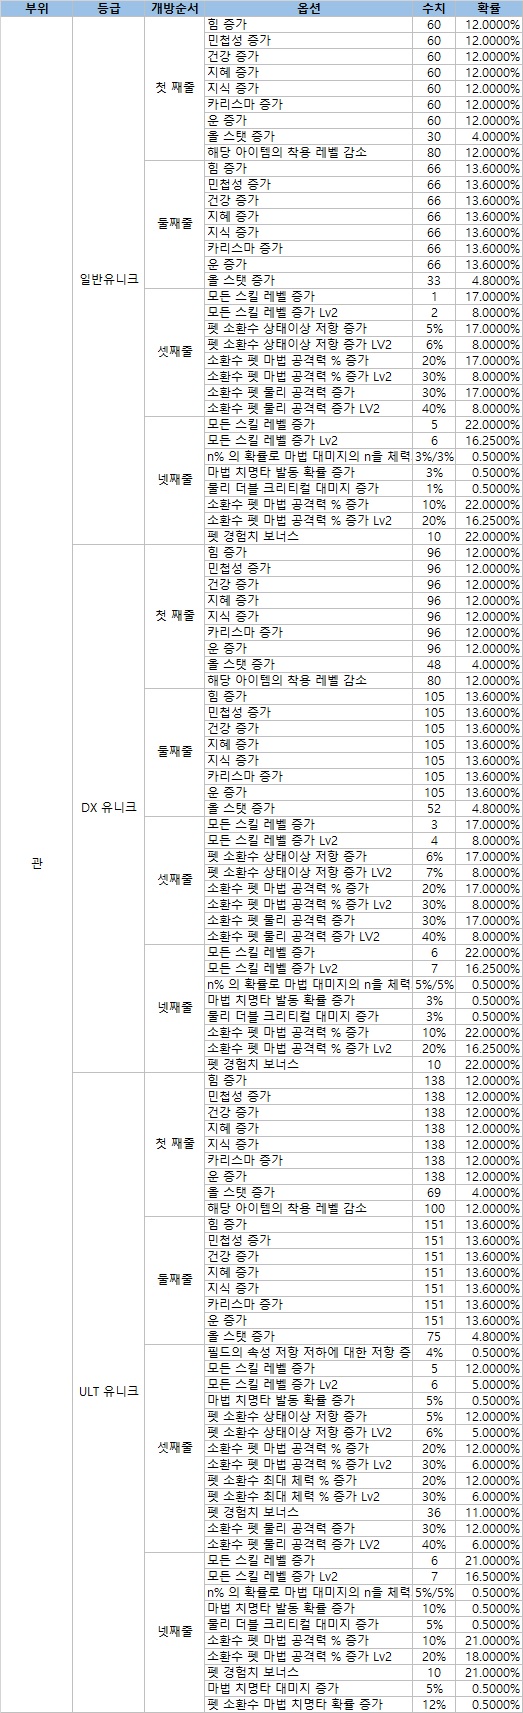 부위 등급 개방순서 옵션 수치 확률
관
일반유니크
첫 째줄
힘 증가 60 12.0000%
민첩성 증가 60 12.0000%
건강 증가 60 12.0000%
지혜 증가 60 12.0000%
지식 증가 60 12.0000%
카리스마 증가 60 12.0000%
운 증가 60 12.0000%
올 스탯 증가 30 4.0000%
해당 아이템의 착용 레벨 감소 80 12.0000%
둘째줄
힘 증가 66 13.6000%
민첩성 증가 66 13.6000%
건강 증가 66 13.6000%
지혜 증가 66 13.6000%
지식 증가 66 13.6000%
카리스마 증가 66 13.6000%
운 증가 66 13.6000%
올 스탯 증가 33 4.8000%
셋째줄
모든 스킬 레벨 증가 1 17.0000%
모든 스킬 레벨 증가 Lv2 2 8.0000%
펫 소환수 상태이상 저항 증가 5% 17.0000%
펫 소환수 상태이상 저항 증가 LV2 6% 8.0000%
소환수 펫 마법 공격력 % 증가 20% 17.0000%
소환수 펫 마법 공격력 % 증가 Lv2 30% 8.0000%
소환수 펫 물리 공격력 증가 30% 17.0000%
소환수 펫 물리 공격력 증가 LV2 40% 8.0000%
넷째줄
모든 스킬 레벨 증가 5 22.0000%
모든 스킬 레벨 증가 Lv2 6 16.2500%
n% 의 확률로 마법 대미지의 n을 체력 3%/3% 0.5000%
마법 치명타 발동 확률 증가 3% 0.5000%
물리 더블 크리티컬 대미지 증가 1% 0.5000%
소환수 펫 마법 공격력 % 증가 10% 22.0000%
소환수 펫 마법 공격력 % 증가 Lv2 20% 16.2500%
펫 경험치 보너스 10 22.0000%
DX 유니크
첫 째줄
힘 증가 96 12.0000%
민첩성 증가 96 12.0000%
건강 증가 96 12.0000%
지혜 증가 96 12.0000%
지식 증가 96 12.0000%
카리스마 증가 96 12.0000%
운 증가 96 12.0000%
올 스탯 증가 48 4.0000%
해당 아이템의 착용 레벨 감소 80 12.0000%
둘째줄
힘 증가 105 13.6000%
민첩성 증가 105 13.6000%
건강 증가 105 13.6000%
지혜 증가 105 13.6000%
지식 증가 105 13.6000%
카리스마 증가 105 13.6000%
운 증가 105 13.6000%
올 스탯 증가 52 4.8000%
셋째줄
모든 스킬 레벨 증가 3 17.0000%
모든 스킬 레벨 증가 Lv2 4 8.0000%
펫 소환수 상태이상 저항 증가 6% 17.0000%
펫 소환수 상태이상 저항 증가 LV2 7% 8.0000%
소환수 펫 마법 공격력 % 증가 20% 17.0000%
소환수 펫 마법 공격력 % 증가 Lv2 30% 8.0000%
소환수 펫 물리 공격력 증가 30% 17.0000%
소환수 펫 물리 공격력 증가 LV2 40% 8.0000%
넷째줄
모든 스킬 레벨 증가 6 22.0000%
모든 스킬 레벨 증가 Lv2 7 16.2500%
n% 의 확률로 마법 대미지의 n을 체력 5%/5% 0.5000%
마법 치명타 발동 확률 증가 3% 0.5000%
물리 더블 크리티컬 대미지 증가 3% 0.5000%
소환수 펫 마법 공격력 % 증가 10% 22.0000%
소환수 펫 마법 공격력 % 증가 Lv2 20% 16.2500%
펫 경험치 보너스 10 22.0000%
ULT 유니크
첫 째줄
힘 증가 138 12.0000%
민첩성 증가 138 12.0000%
건강 증가 138 12.0000%
지혜 증가 138 12.0000%
지식 증가 138 12.0000%
카리스마 증가 138 12.0000%
운 증가 138 12.0000%
올 스탯 증가 69 4.0000%
해당 아이템의 착용 레벨 감소 100 12.0000%
둘째줄
힘 증가 151 13.6000%
민첩성 증가 151 13.6000%
건강 증가 151 13.6000%
지혜 증가 151 13.6000%
지식 증가 151 13.6000%
카리스마 증가 151 13.6000%
운 증가 151 13.6000%
올 스탯 증가 75 4.8000%
셋째줄
필드의 속성 저항 저하에 대한 저항 증 4% 0.5000%
모든 스킬 레벨 증가 5 12.0000%
모든 스킬 레벨 증가 Lv2 6 5.0000%
마법 치명타 발동 확률 증가 5% 0.5000%
펫 소환수 상태이상 저항 증가 5% 12.0000%
펫 소환수 상태이상 저항 증가 LV2 6% 5.0000%
소환수 펫 마법 공격력 % 증가 20% 12.0000%
소환수 펫 마법 공격력 % 증가 Lv2 30% 6.0000%
펫 소환수 최대 체력 % 증가 20% 12.0000%
펫 소환수 최대 체력 % 증가 Lv2 30% 6.0000%
펫 경험치 보너스 36 11.0000%
소환수 펫 물리 공격력 증가 30% 12.0000%
소환수 펫 물리 공격력 증가 LV2 40% 6.0000%
넷째줄
모든 스킬 레벨 증가 6 21.0000%
모든 스킬 레벨 증가 Lv2 7 16.5000%
n% 의 확률로 마법 대미지의 n을 체력 5%/5% 0.5000%
마법 치명타 발동 확률 증가 10% 0.5000%
물리 더블 크리티컬 대미지 증가 5% 0.5000%
소환수 펫 마법 공격력 % 증가 10% 21.0000%
소환수 펫 마법 공격력 % 증가 Lv2 20% 18.0000%
펫 경험치 보너스 10 21.0000%
마법 치명타 대미지 증가 5% 0.5000%
펫 소환수 마법 치명타 확률 증가 12% 0.5000%